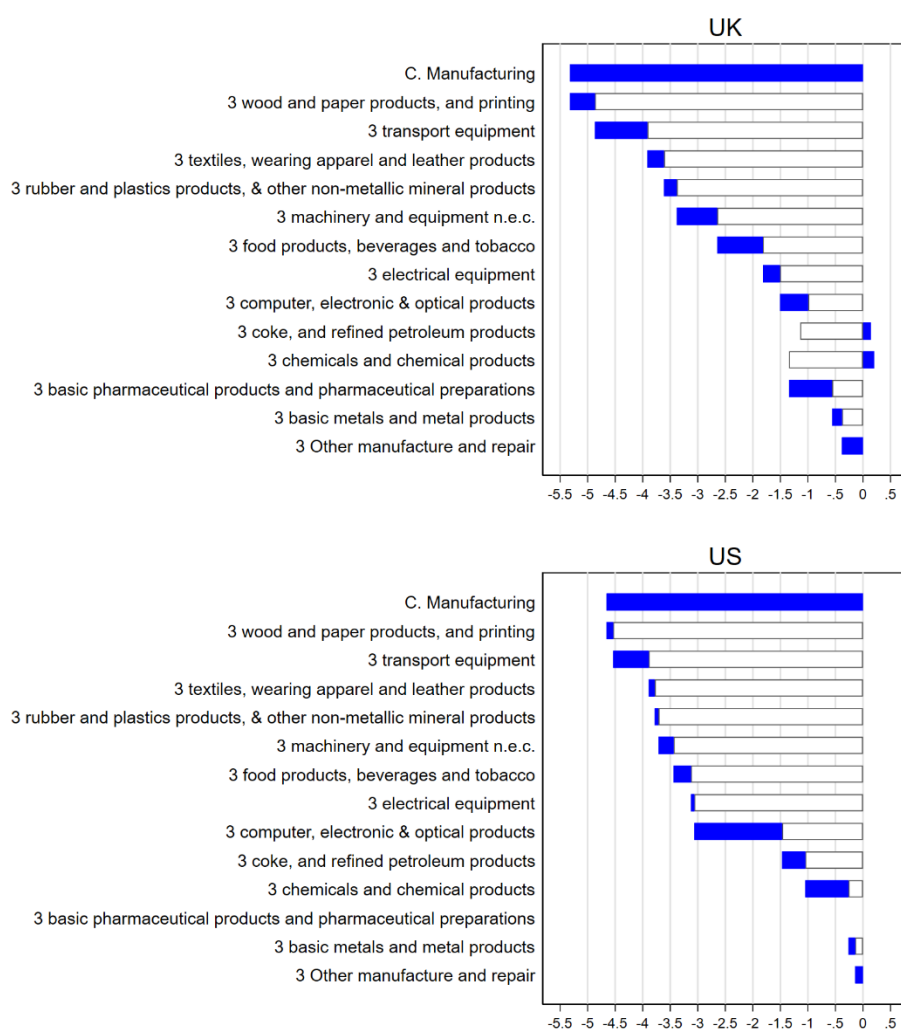 UK
C. Manufacturing
3 wood and paper products, and printing
3 transport equipment
3 textiles, wearing apparel and leather products
3 rubber and plastics products, & other non-metallic mineral products
3 machinery and equipment n.e.c.
3 food products, beverages and tobacco
3 electrical equipment
3 computer, electronic & optical products
3 coke, and refined petroleum products
3 chemicals and chemical products
3 basic pharmaceutical products and pharmaceutical preparations
3 basic metals and metal products
3 Other manufacture and repair
-5.5 -5 -4.5 -4 -3.5 -3 -2.5 -2 -1.5 -1 -.5 0 .5
US
C. Manufacturing
3 wood and paper products, and printing
3 transport equipment
3 textiles, wearing apparel and leather products
3 rubber and plastics products, & other non-metallic mineral products
3 machinery and equipment n.e.c.
3 food products, beverages and tobacco
3 electrical equipment
3 computer, electronic & optical products
3 coke, and refined petroleum products
3 chemicals and chemical products
3 basic pharmaceutical products and pharmaceutical preparations
3 basic metals and metal products
3 Other manufacture and repair
-5.5 -5 -4.5 -4 -3.5 -3 -2.5 -2 -1.5 -1 -.5 0 .5